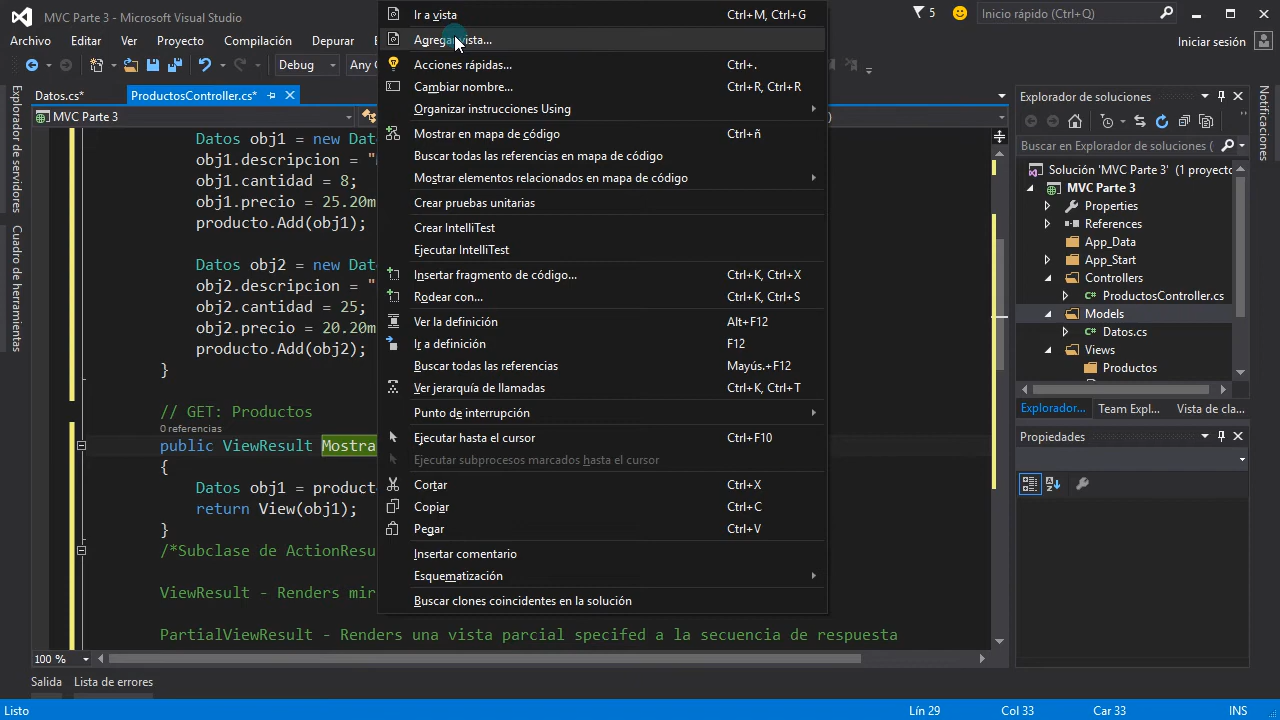 MVC Parte 3 - Microsoft Visual Studio
5
Inicio rápido (Ctrl+Q)
Archivo Editar Ver Proyecto Compilación Depurar
Iniciar sesión
Debug
Datos.cs*
ProductosController.cs*
MVC Parte 3
Explorador de servidores
Cuadro de herramientas
Datos obj1 = new
obj1.descripcion =
obj1.cantidad = 8;
obj1.precio = 25.20m
producto.Add(obj1);
Datos obj2 = new
obj2.descripcion =
obj2.cantidad = 25;
obj2.precio = 20.20m
producto.Add(obj2);
}
// GET: Productos
0 referencias
public ViewResult Mostra
{
Datos obj1 =
return View(obj1);
}
/*Subclase de
ViewResult - Renders
PartialViewResult - Renders una vista parcial specifed a la secuencia de respuesta
100 %
Salida Lista de errores
Listo
Lín 29
Col 33
Car 33
INS
Ir a vista Ctrl+M, Ctrl+G
Agregar vista...
Acciones rápidas... Ctrl+.
Cambiar nombre... Ctrl+R, Ctrl+R
Organizar instrucciones Using
Mostrar en mapa de código Ctrl+ñ
Buscar todas las referencias en mapa de código
Mostrar elementos relacionados en mapa de código
Crear pruebas unitarias
Crear IntelliTest
Ejecutar IntelliTest
Insertar fragmento de código... Ctrl+K, Ctrl+X
Rodear con... Ctrl+K, Ctrl+S
Ver la definición Alt+F12
Ir a definición F12
Buscar todas las referencias Mayús.+F12
Ver jerarquía de llamadas Ctrl+K, Ctrl+T
Punto de interrupción
Ejecutar hasta el cursor Ctrl+F10
Ejecutar subprocesos marcados hasta el cursor
Cortar Ctrl+X
Copiar Ctrl+C
Pegar Ctrl+V
Insertar comentario
Esquematización
Buscar clones coincidentes en la solución
Explorador de soluciones
Buscar en Explorador de soluciones (
Solución 'MVC Parte 3' (1 proyecto
MVC Parte 3
Properties
References
App_Data
App_Start
Controllers
ProductosController.cs
Models
Datos.cs
Views
Productos
Explorador... Team Expl... Vista de cla...
Propiedades
Notificaciones